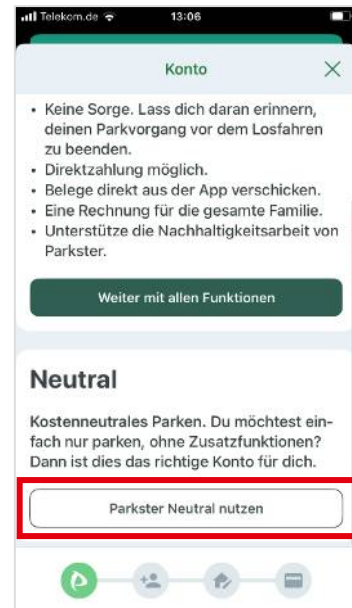 Telekom.de
13:06
Konto
• Keine Sorge. Lass dich daran erinnern,
deinen Parkvorgang vor dem Losfahren
zu beenden.
• Direktzahlung möglich.
• Belege direkt aus der App verschicken.
• Eine Rechnung für die gesamte Familie.
• Unterstütze die Nachhaltigkeitsarbeit von
Parkster.
Weiter mit allen Funktionen
Neutral
Kostenneutrales Parken. Du möchtest ein-
fach nur parken, ohne Zusatzfunktionen?
Dann ist dies das richtige Konto für dich.
Parkster Neutral nutzen